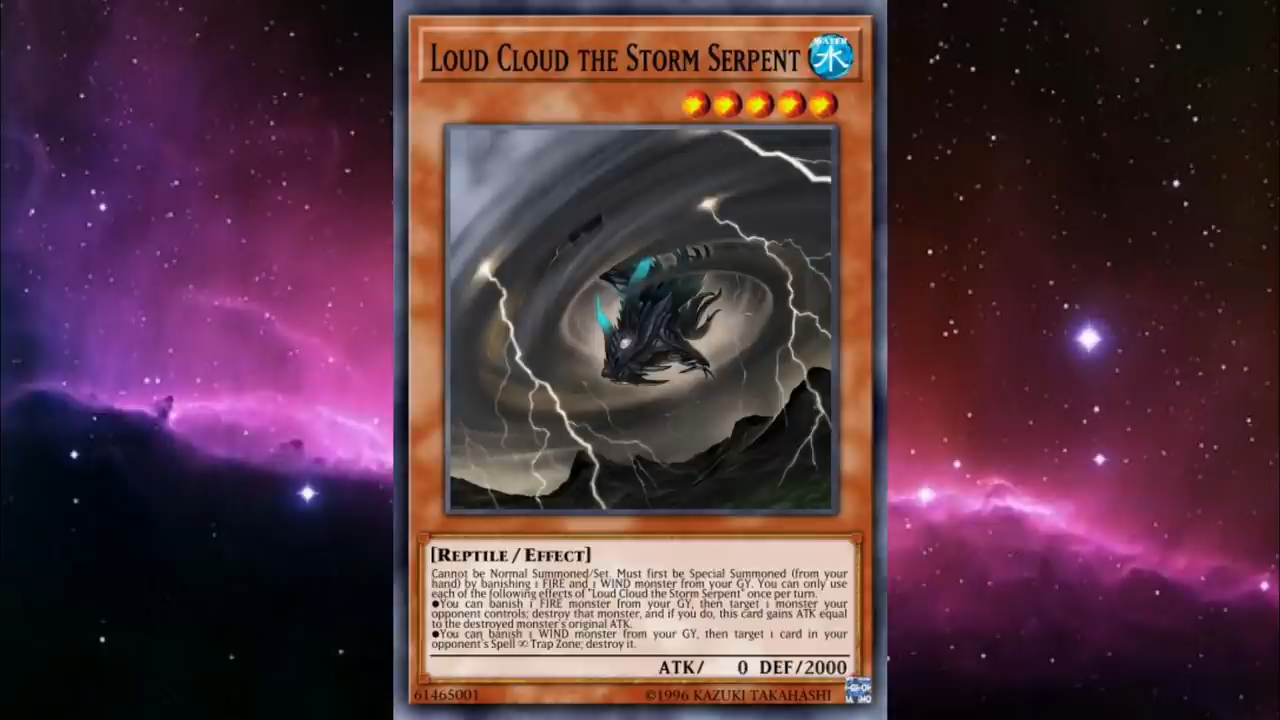 LOUD CLOUD THE STORM SERPENT
WATER
水
[REPTILE / EFFECT]
Cannot be Normal Summoned/Set. Must first be Special Summoned (from your
hand) by banishing 1 FIRE and 1 WIND monster from your GY. You can only use
each of the following effects of "Loud Cloud the Storm Serpent" once per turn.
●You can banish 1 FIRE monster from your GY, then target 1 monster your
opponent controls; destroy that monster, and if you do, this card gains ATK equal
to the destroyed monster's original ATK.
●You can banish 1 WIND monster from your GY, then target 1 card in your
opponent's Spell & Trap Zone; destroy it.
ATK/ 0 DEF/2000
61465001
©1996 KAZUKI TAKAHASHI